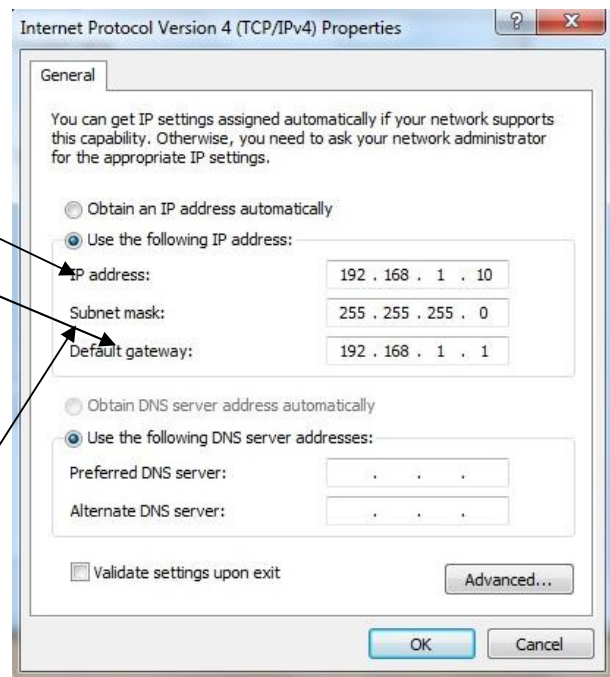 Internet Protocol Version 4 (TCP/IPv4) Properties
General
You can get IP settings assigned automatically if your network supports
this capability. Otherwise, you need to ask your network administrator
for the appropriate IP settings.
Obtain an IP address automatically
Use the following IP address:
IP address: 192 . 168 . 1 . 10
Subnet mask: 255 . 255 . 255 . 0
Default gateway: 192 . 168 . 1 . 1
Obtain DNS server address automatically
Use the following DNS server addresses:
Preferred DNS server: . . .
Alternate DNS server: . . .
Validate settings upon exit
Advanced...
OK Cancel